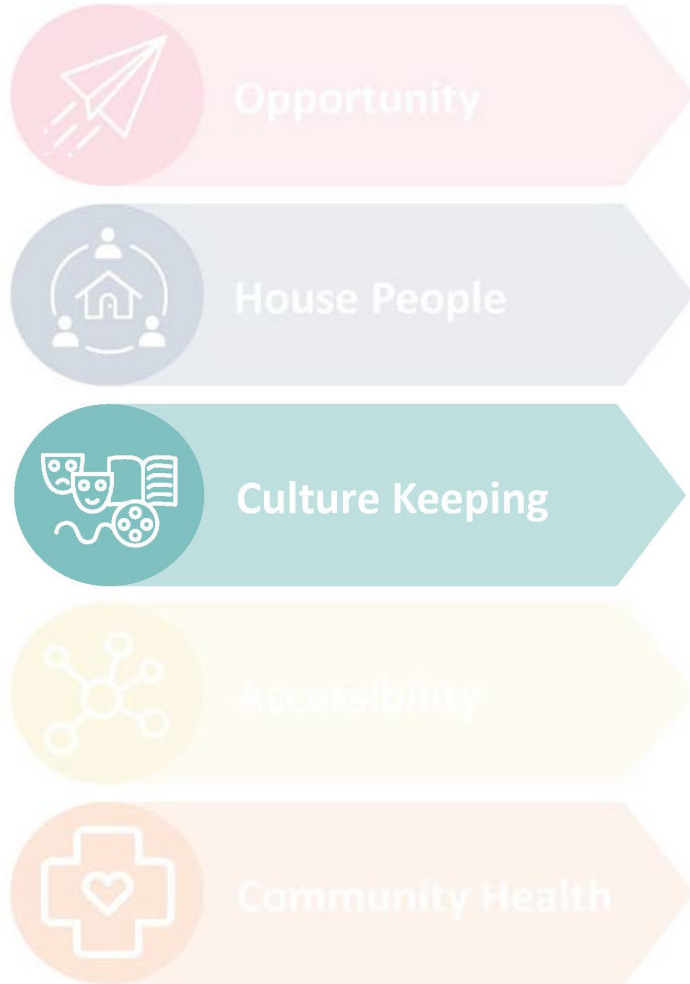 Opportunity
House People
Culture Keeping
Accessibility
Community Health